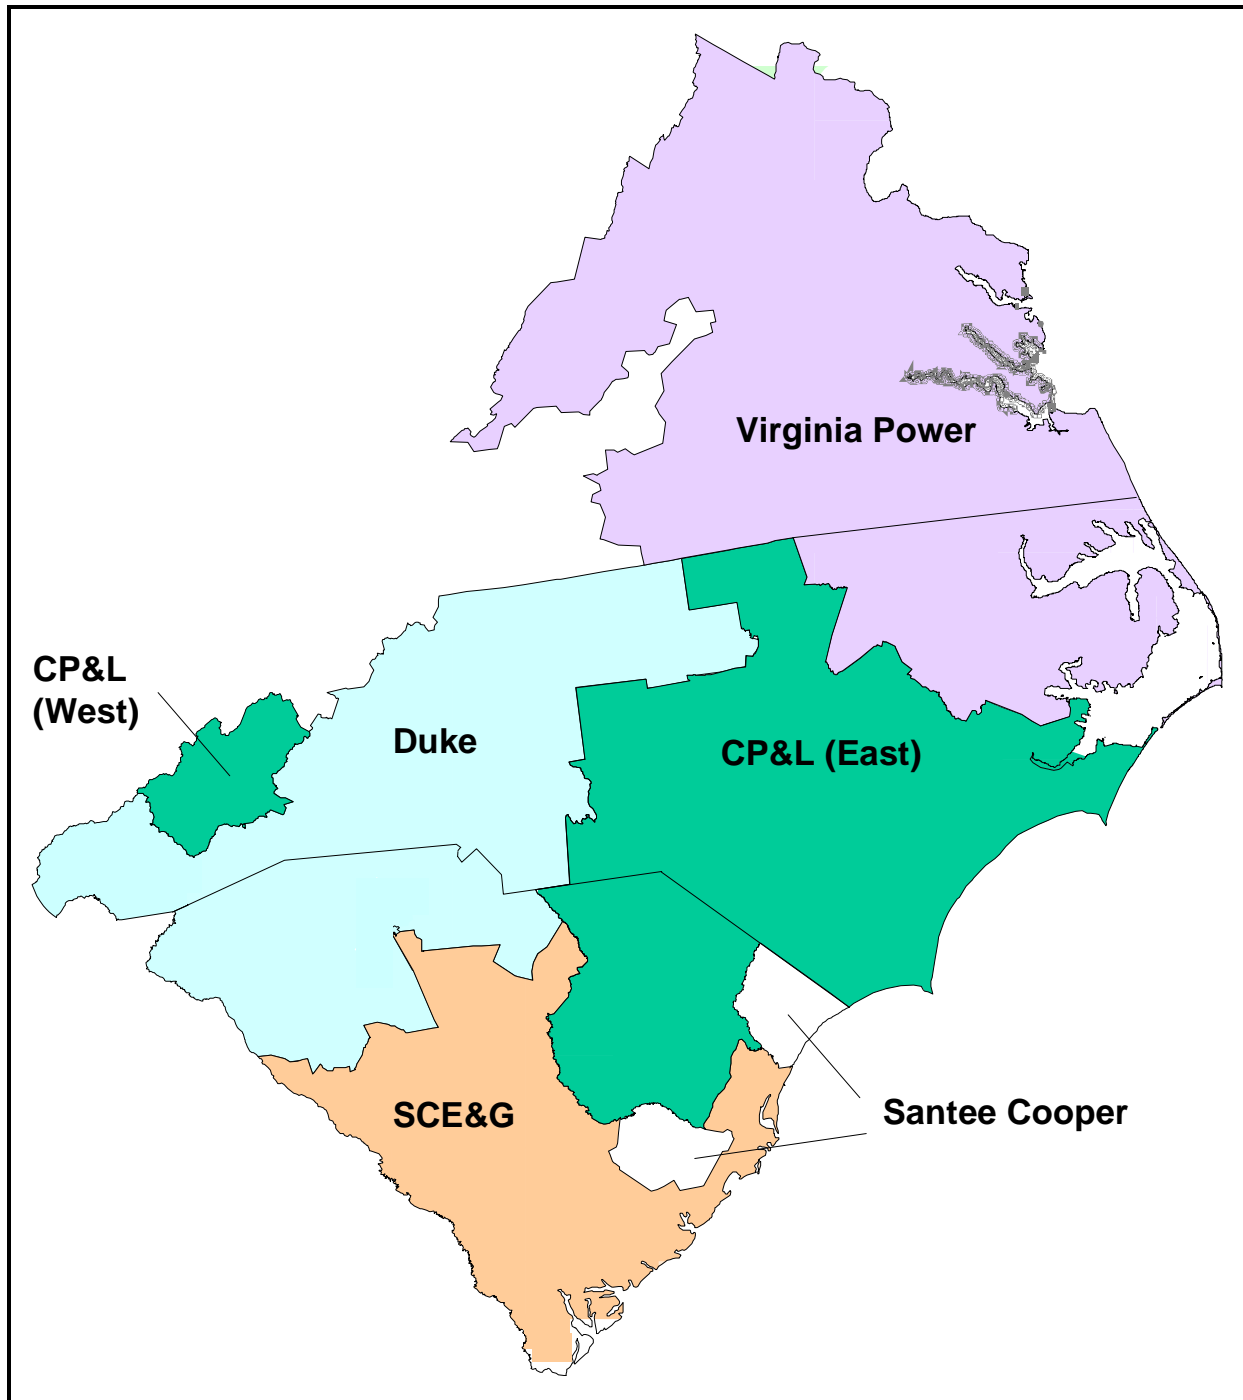 Virginia Power
CP&L
(West)
Duke
CP&L (East)
SCE&G
Santee Cooper